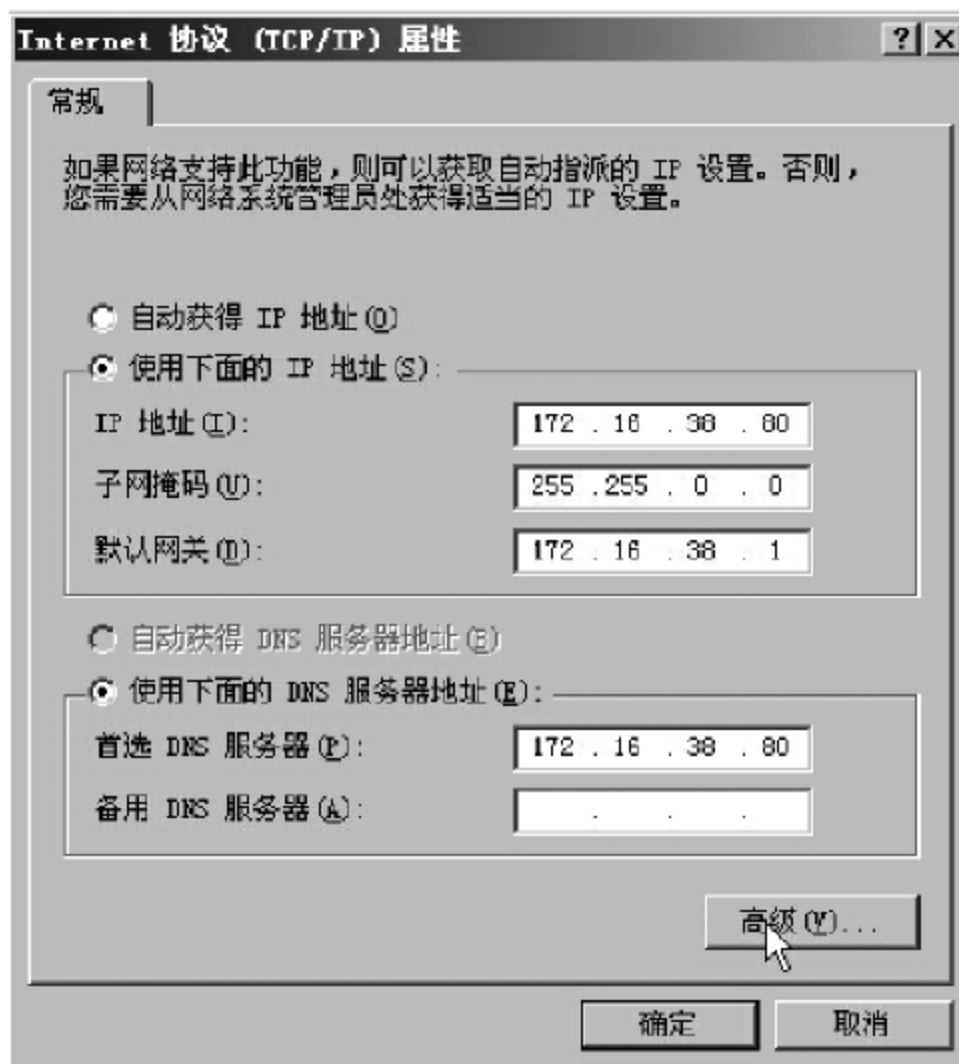 Internet 协议 (TCP/IP) 属性
常规
如果网络支持此功能，则可以获取自动指派的 IP 设置。否则，
您需要从网络系统管理员处获得适当的 IP 设置。
自动获得 IP 地址(O)
使用下面的 IP 地址(S):
IP 地址(I): 172 . 16 . 38 . 80
子网掩码(U): 255 .255 . 0 . 0
默认网关(D): 172 . 16 . 38 . 1
自动获得 DNS 服务器地址(B)
使用下面的 DNS 服务器地址(E):
首选 DNS 服务器(P): 172 . 16 . 38 . 80
备用 DNS 服务器(A): . . .
高级(V)...
确定 取消